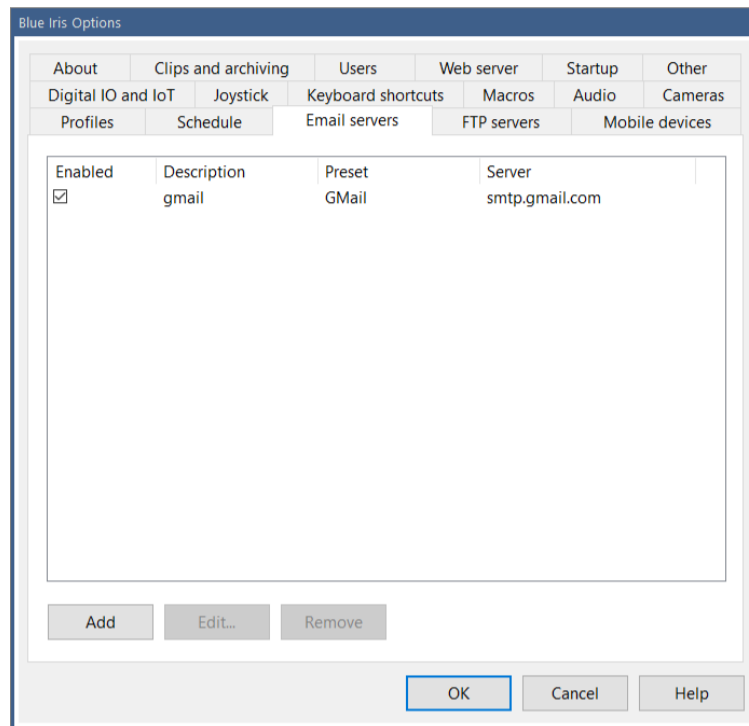 Blue Iris Options
About Clips and archiving Users Web server Startup Other
Digital IO and IoT Joystick Keyboard shortcuts Macros Audio Cameras
Profiles Schedule Email servers FTP servers Mobile devices
Enabled Description Preset Server
gmail GMail smtp.gmail.com
Add Edit... Remove
OK Cancel Help